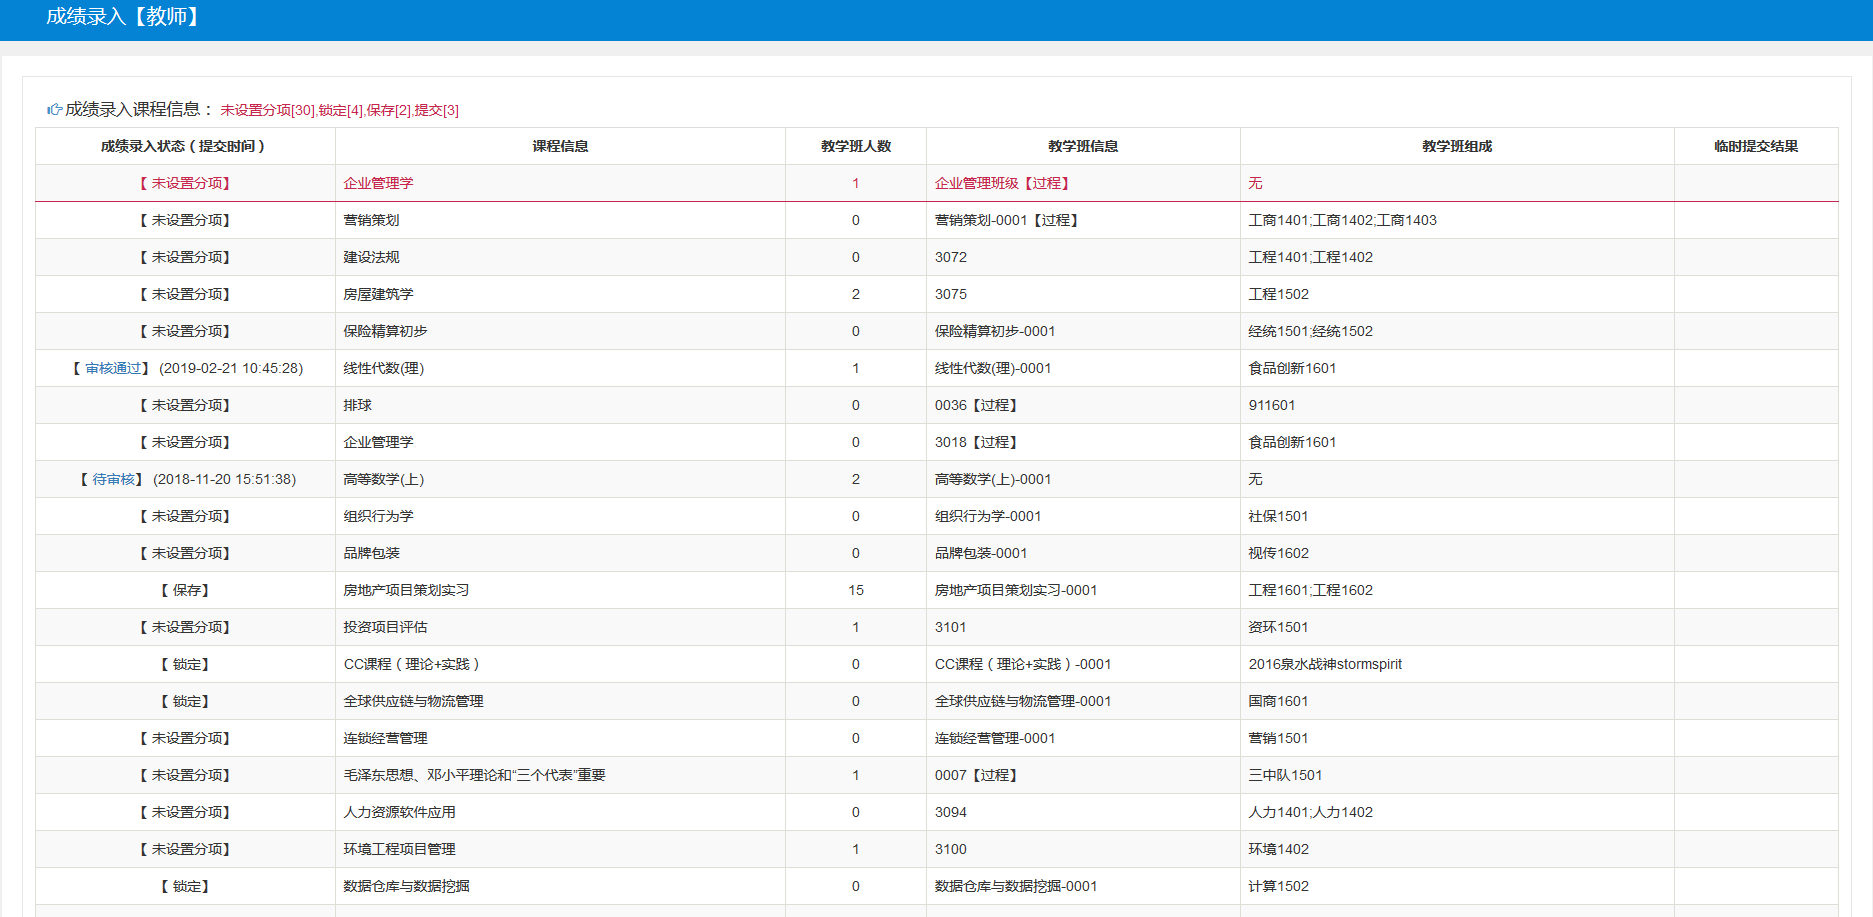 成绩录入【教师】
成绩录入课程信息： 未设置分项[30],锁定[4],保存[2],提交[3]
成绩录入状态（提交时间） 课程信息 教学班人数 教学班信息 教学班组成 临时提交结果
【 未设置分项】 企业管理学 1 企业管理班级【过程】 无
【 未设置分项】 营销策划 0 营销策划-0001【过程】 工商1401;工商1402;工商1403
【 未设置分项】 建设法规 0 3072 工程1401;工程1402
【 未设置分项】 房屋建筑学 2 3075 工程1502
【 未设置分项】 保险精算初步 0 保险精算初步-0001 经统1501;经统1502
【 审核通过】 (2019-02-21 10:45:28) 线性代数(理) 1 线性代数(理)-0001 食品创新1601
【 未设置分项】 排球 0 0036【过程】 911601
【 未设置分项】 企业管理学 0 3018【过程】 食品创新1601
【 待审核】 (2018-11-20 15:51:38) 高等数学(上) 2 高等数学(上)-0001 无
【 未设置分项】 组织行为学 0 组织行为学-0001 社保1501
【 未设置分项】 品牌包装 0 品牌包装-0001 视传1602
【 保存】 房地产项目策划实习 15 房地产项目策划实习-0001 工程1601;工程1602
【 未设置分项】 投资项目评估 1 3101 资环1501
【 锁定】 CC课程（理论+实践） 0 CC课程（理论+实践）-0001 2016泉水战神stormspirit
【 锁定】 全球供应链与物流管理 0 全球供应链与物流管理-0001 国商1601
【 未设置分项】 连锁经营管理 0 连锁经营管理-0001 营销1501
【 未设置分项】 毛泽东思想、邓小平理论和“三个代表”重要 1 0007【过程】 三中队1501
【 未设置分项】 人力资源软件应用 0 3094 人力1401;人力1402
【 未设置分项】 环境工程项目管理 1 3100 环境1402
【 锁定】 数据仓库与数据挖掘 0 数据仓库与数据挖掘-0001 计算1502